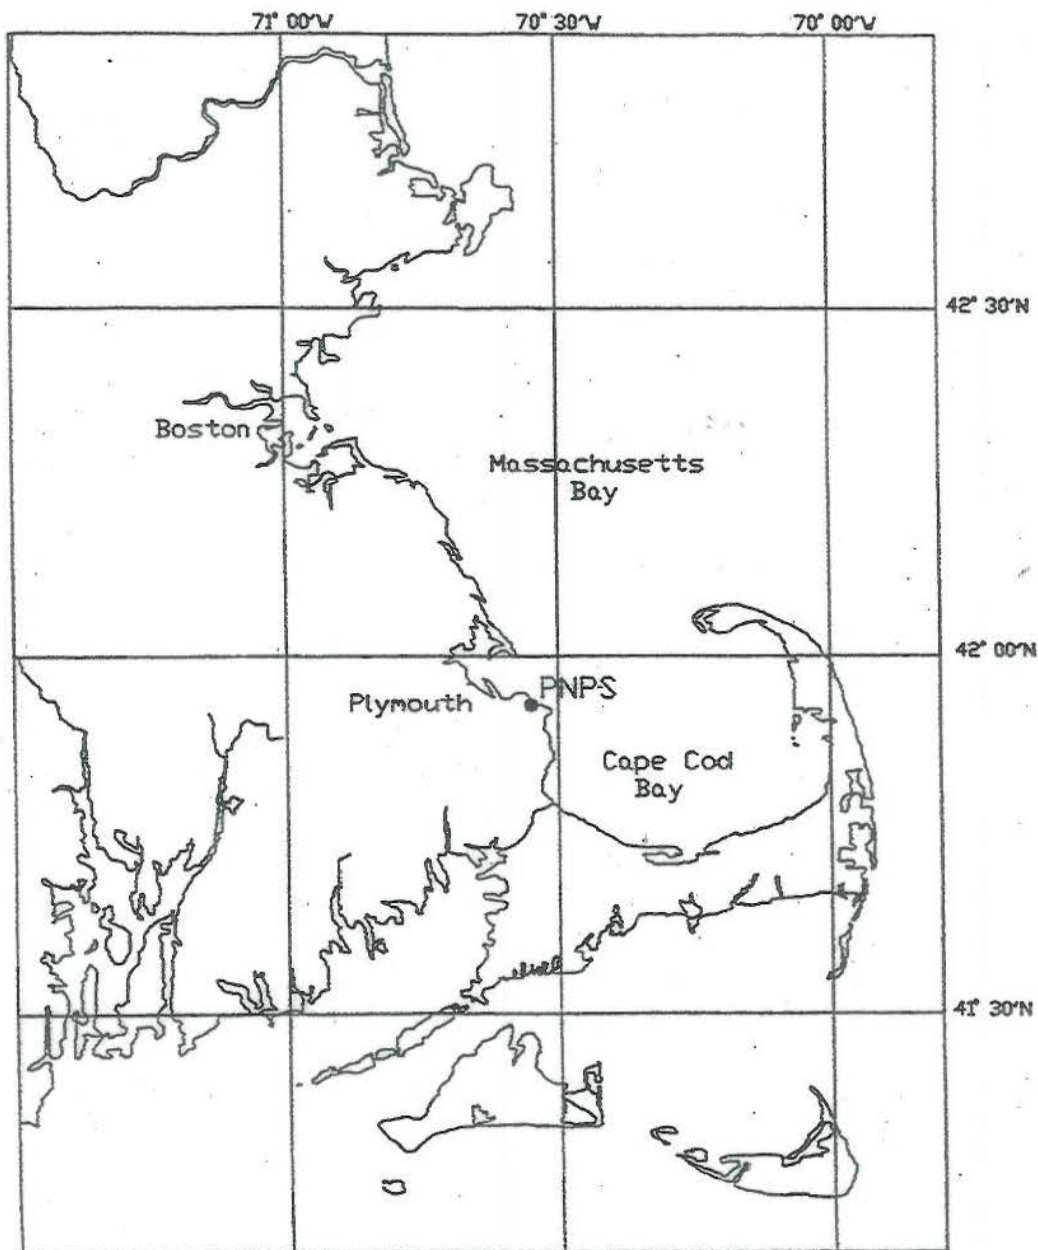 71° 00'W
70° 30'W
70° 00'W
42° 30'N
Boston
Massachusetts
Bay
42° 00'N
PNPS
Plymouth
Cape Cod
Bay
41° 30'N